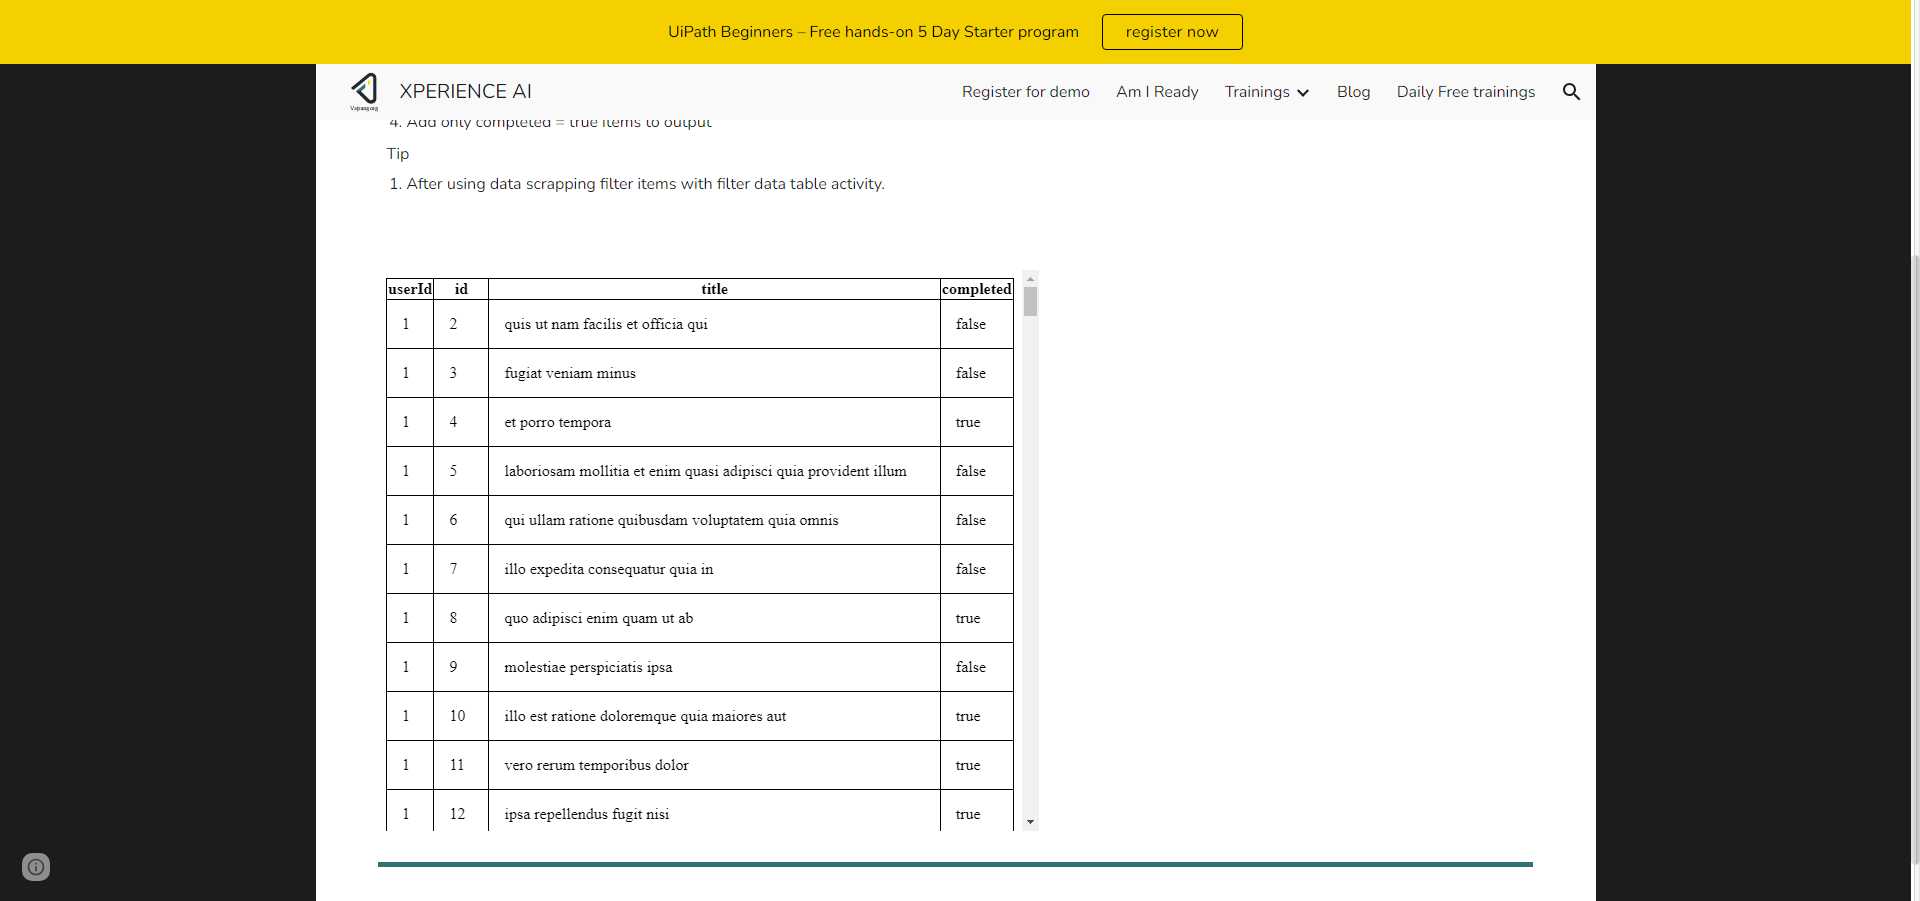 UiPath Beginners – Free hands-on 5 Day Starter program register now
XPERIENCE AI Register for demo Am I Ready Trainings Blog Daily Free trainings
4. Add only completed = true items to output
Tip
1. After using data scrapping filter items with filter data table activity.
userId id title completed
1 2 quis ut nam facilis et officia qui false
1 3 fugiat veniam minus false
1 4 et porro tempora true
1 5 laboriosam mollitia et enim quasi adipisci quia provident illum false
1 6 qui ullam ratione quibusdam voluptatem quia omnis false
1 7 illo expedita consequatur quia in false
1 8 quo adipisci enim quam ut ab true
1 9 molestiae perspiciatis ipsa false
1 10 illo est ratione doloremque quia maiores aut true
1 11 vero rerum temporibus dolor true
1 12 ipsa repellendus fugit nisi true